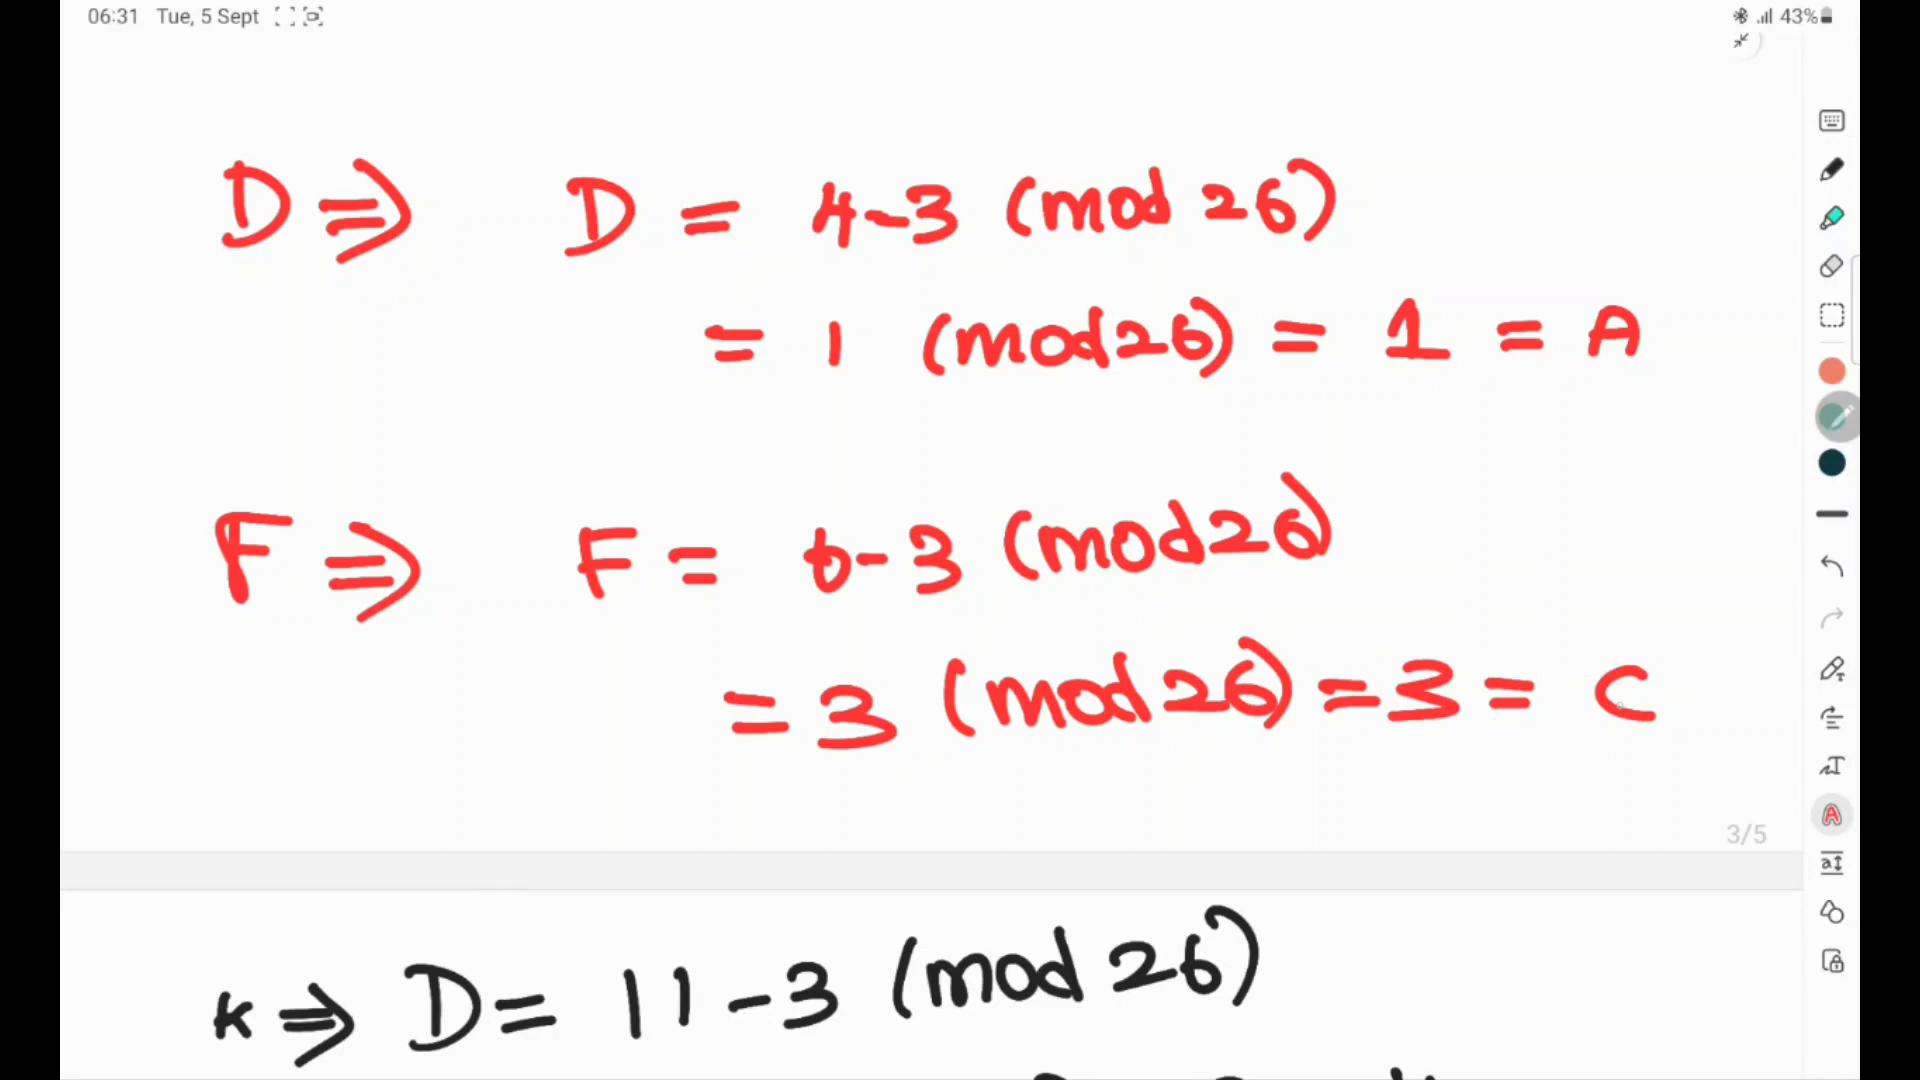 06:31 Tue, 5 Sept
43%
D ⇒ D = 4-3 (mod 26)
= 1 (mod 26) = 1 = A
F ⇒ F = 6-3 (mod 26)
= 3 (mod 26) = 3 = C
3/5
K ⇒ D = 11-3 (mod 26)